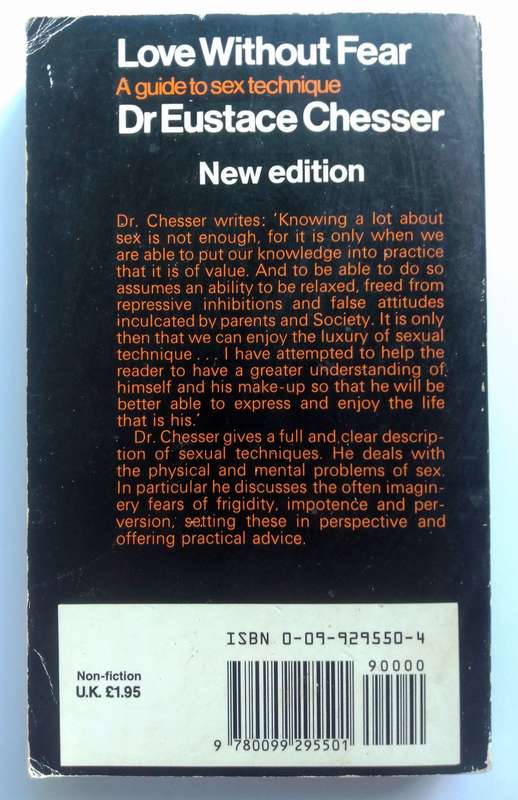 Love Without Fear
A guide to sex technique
Dr Eustace Chesser
New edition
Dr. Chesser writes: 'Knowing a lot about
sex is not enough, for it is only when we
are able to put our knowledge into practice
that it is of value. And to be able to do so
assumes an ability to be relaxed, freed from
repressive inhibitions and false attitudes
inculcated by parents and Society. It is only
then that we can enjoy the luxury of sexual
technique . . . I have attempted to help the
reader to have a greater understanding of
himself and his make-up so that he will be
better able to express and enjoy the life
that is his.'
Dr. Chesser gives a full and clear descrip-
tion of sexual techniques. He deals with
the physical and mental problems of sex.
In particular he discusses the often imagin-
ery fears of frigidity, impotence and per-
version, setting these in perspective and
offering practical advice.
ISBN 0-09-929550-4
90000
Non-fiction
U.K. £1.95
9 780099 295501